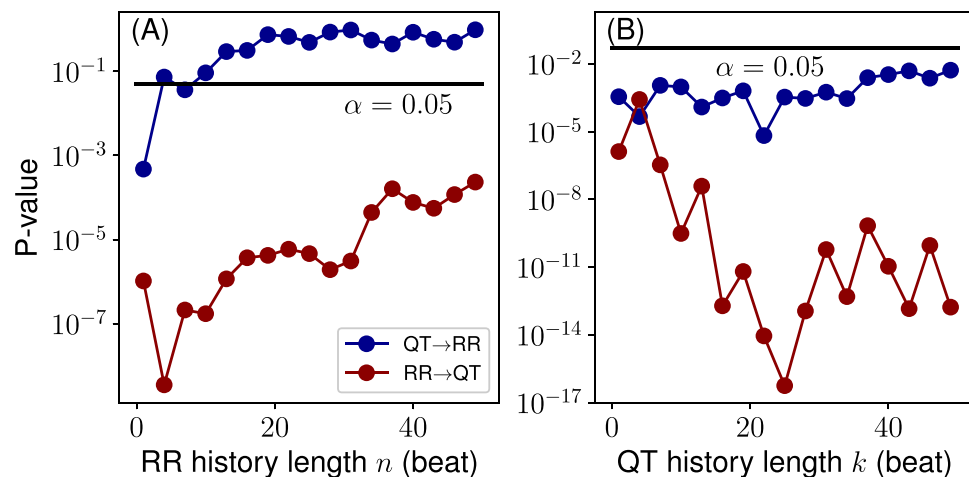 (A)
(B)
P-value
10⁻¹
10⁻³
10⁻⁵
10⁻⁷
α = 0.05
QT→RR
RR→QT
0
20
40
RR history length n (beat)
10⁻²
10⁻⁵
10⁻⁸
10⁻¹¹
10⁻¹⁴
10⁻¹⁷
α = 0.05
0
20
40
QT history length k (beat)